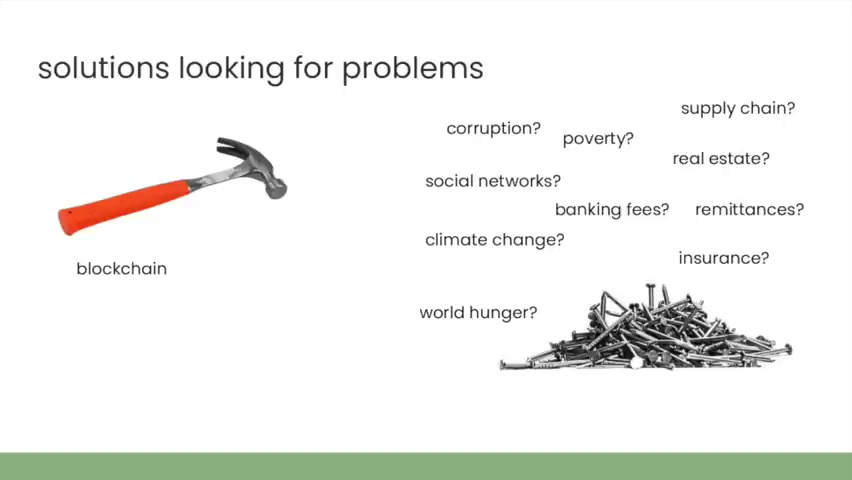 solutions looking for problems
supply chain?
corruption?
poverty?
real estate?
social networks?
banking fees?
remittances?
climate change?
insurance?
blockchain
world hunger?